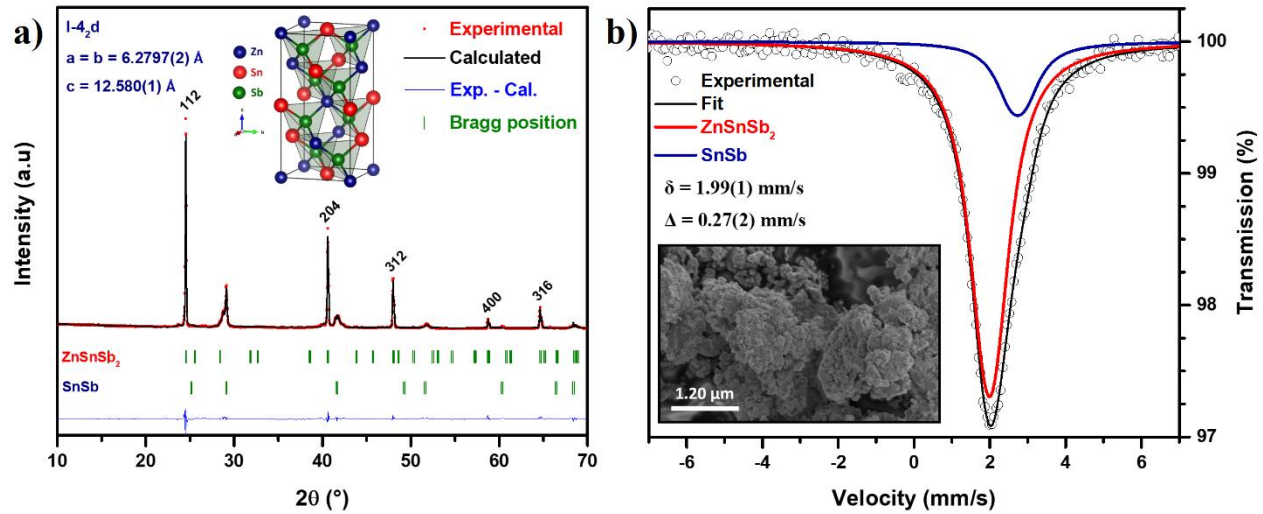 a)
I-4₂d
a = b = 6.2797(2) Å
c = 12.580(1) Å
Zn
Sn
Sb
Experimental
Calculated
Exp. - Cal.
Bragg position
112
204
312
400
316
Intensity (a.u)
ZnSnSb₂
SnSb
10 20 30 40 50 60 70
2θ (°)
b)
Experimental
Fit
ZnSnSb₂
SnSb
δ = 1.99(1) mm/s
Δ = 0.27(2) mm/s
1.20 µm
100
99
98
97
Transmission (%)
-6 -4 -2 0 2 4 6
Velocity (mm/s)